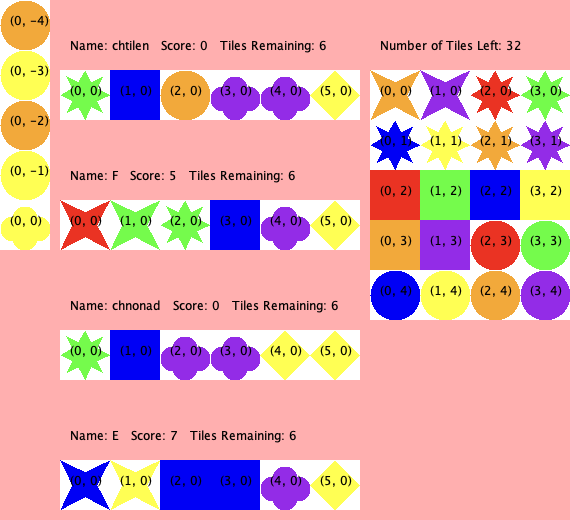 (0, -4)
(0, -3)
(0, -2)
(0, -1)
(0, 0)
Name: chtilen Score: 0 Tiles Remaining: 6
(0, 0) (1, 0) (2, 0) (3, 0) (4, 0) (5, 0)
Name: F Score: 5 Tiles Remaining: 6
(0, 0) (1, 0) (2, 0) (3, 0) (4, 0) (5, 0)
Name: chnonad Score: 0 Tiles Remaining: 6
(0, 0) (1, 0) (2, 0) (3, 0) (4, 0) (5, 0)
Name: E Score: 7 Tiles Remaining: 6
(0, 0) (1, 0) (2, 0) (3, 0) (4, 0) (5, 0)
Number of Tiles Left: 32
(0, 0) (1, 0) (2, 0) (3, 0)
(0, 1) (1, 1) (2, 1) (3, 1)
(0, 2) (1, 2) (2, 2) (3, 2)
(0, 3) (1, 3) (2, 3) (3, 3)
(0, 4) (1, 4) (2, 4) (3, 4)